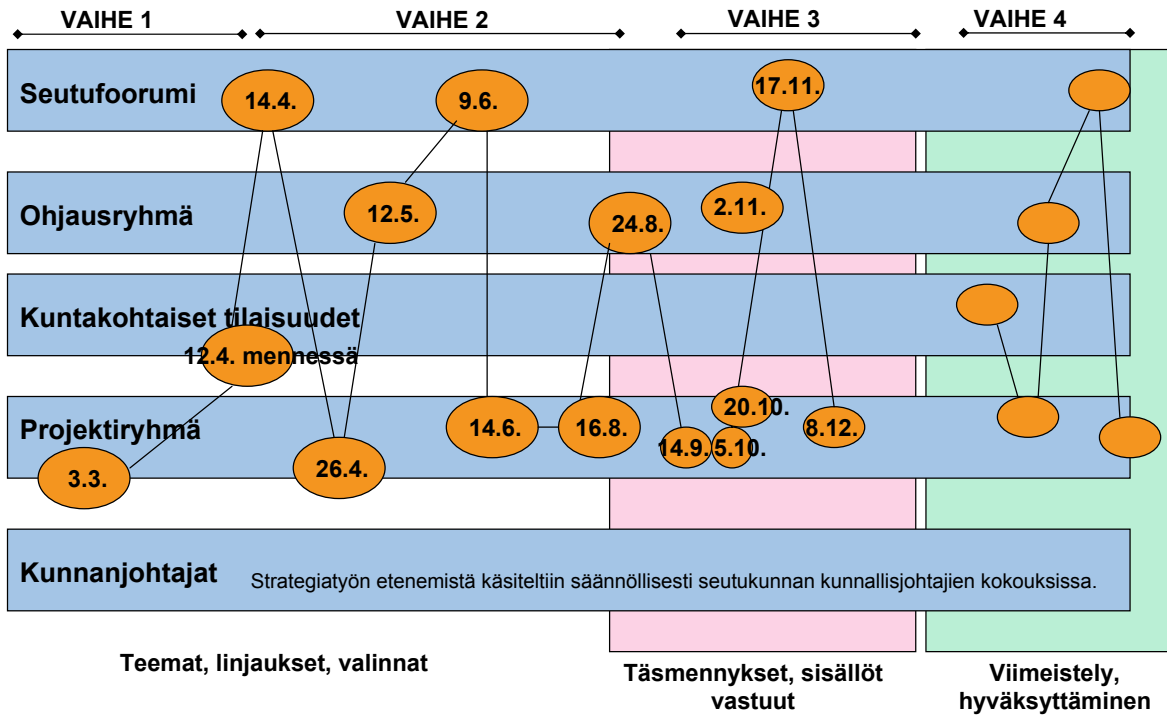 VAIHE 1 VAIHE 2 VAIHE 3 VAIHE 4
Seutufoorumi 14.4. 9.6. 17.11.
Ohjausryhmä 12.5. 24.8. 2.11.
Kuntakohtaiset tilaisuudet
12.4. mennessä
Projektiryhmä 3.3. 26.4. 14.6. 16.8. 14.9. 5.10. 20.10. 8.12.
Kunnanjohtajat Strategiatyön etenemistä käsiteltiin säännöllisesti seutukunnan kunnallisjohtajien kokouksissa.
Teemat, linjaukset, valinnat
Täsmennykset, sisällöt
vastuut
Viimeistely,
hyväksyttäminen